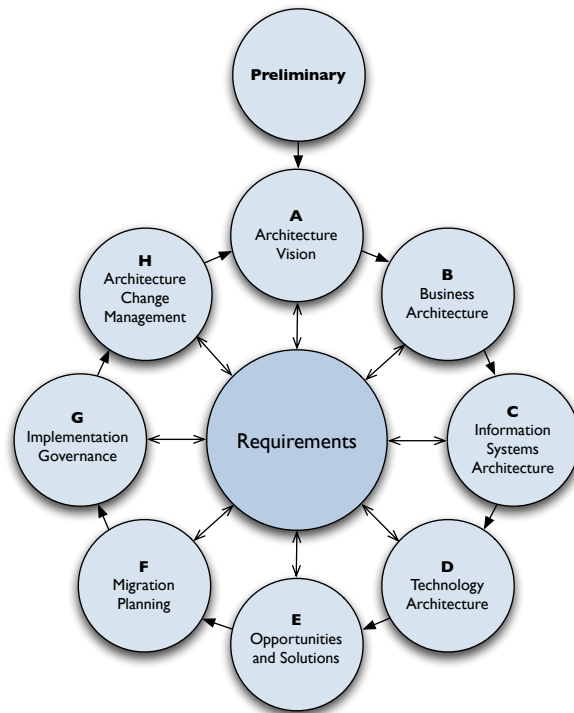 Preliminary
A
Architecture
Vision
B
Business
Architecture
C
Information
Systems
Architecture
D
Technology
Architecture
E
Opportunities
and Solutions
F
Migration
Planning
G
Implementation
Governance
H
Architecture
Change
Management
Requirements